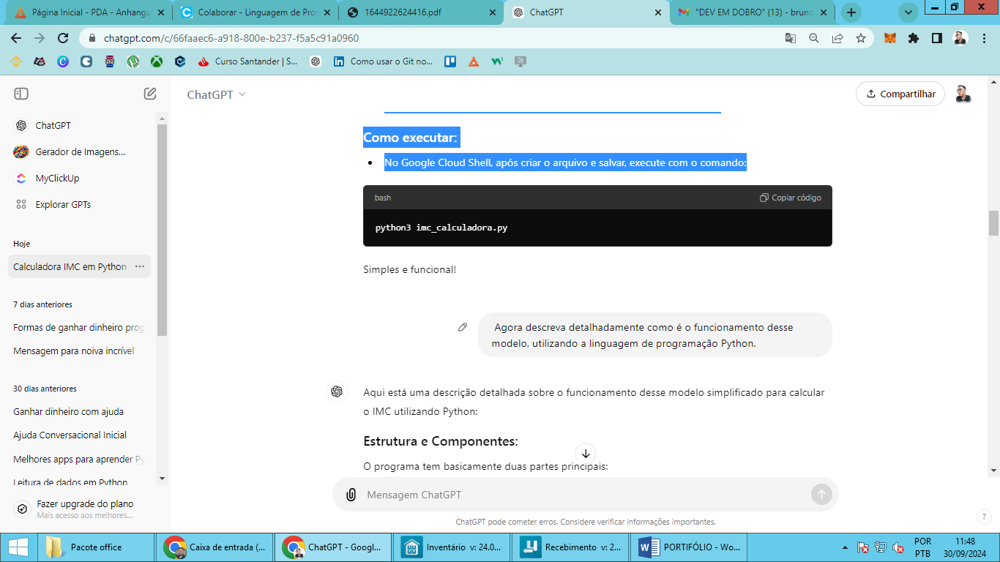 Página Inicial - PDA - Anhangu
Colaborar - Linguagem de Pro
1644922624416.pdf
ChatGPT
"DEV EM DOBRO" (13) - bruno
chatgpt.com/c/66faaec6-a918-800e-b237-f5a5c91a0960
Curso Santander | S...
Como usar o Git no...
ChatGPT
Compartilhar
ChatGPT
Gerador de Imagens...
MyClickUp
Explorar GPTs
Hoje
Calculadora IMC em Python
7 dias anteriores
Formas de ganhar dinheiro prog
Mensagem para noiva incrível
30 dias anteriores
Ganhar dinheiro com ajuda
Ajuda Conversacional Inicial
Melhores apps para aprender Py
Leitura de dados em Python
Fazer upgrade do plano
Mais acesso aos melhores...
Como executar:
No Google Cloud Shell, após criar o arquivo e salvar, execute com o comando:
bash
Copiar código
python3 imc_calculadora.py
Simples e funcional!
Agora descreva detalhadamente como é o funcionamento desse
modelo, utilizando a linguagem de programação Python.
Aqui está uma descrição detalhada sobre o funcionamento desse modelo simplificado para calcular
o IMC utilizando Python:
Estrutura e Componentes:
O programa tem basicamente duas partes principais:
Mensagem ChatGPT
ChatGPT pode cometer erros. Considere verificar informações importantes.
?
Pacote office
Caixa de entrada (...
ChatGPT - Googl...
Inventário v: 24.0...
Recebimento v: 2...
PORTIFÓLIO - Wo...
POR
PTB
11:48
30/09/2024